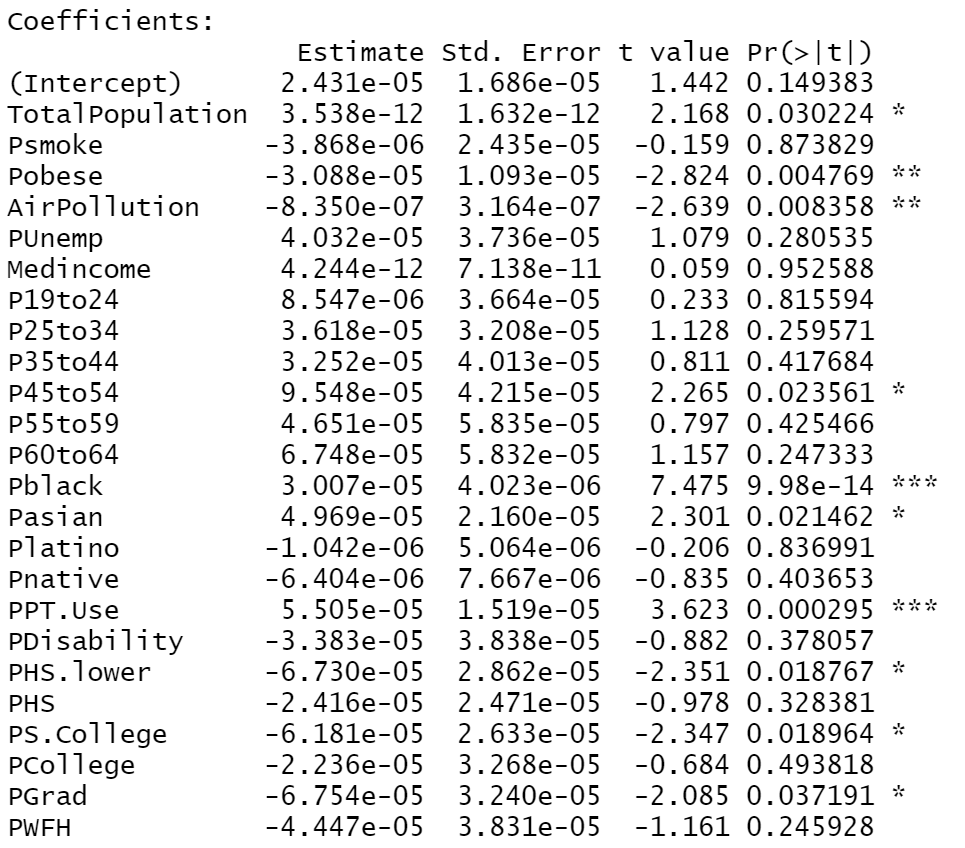 Coefficients:
Estimate Std. Error t value Pr(>|t|)
(Intercept) 2.431e-05 1.686e-05 1.442 0.149383
TotalPopulation 3.538e-12 1.632e-12 2.168 0.030224 *
Psmoke -3.868e-06 2.435e-05 -0.159 0.873829
Pobese -3.088e-05 1.093e-05 -2.824 0.004769 **
AirPollution -8.350e-07 3.164e-07 -2.639 0.008358 **
PUnemp 4.032e-05 3.736e-05 1.079 0.280535
Medincome 4.244e-12 7.138e-11 0.059 0.952588
P19to24 8.547e-06 3.664e-05 0.233 0.815594
P25to34 3.618e-05 3.208e-05 1.128 0.259571
P35to44 3.252e-05 4.013e-05 0.811 0.417684
P45to54 9.548e-05 4.215e-05 2.265 0.023561 *
P55to59 4.651e-05 5.835e-05 0.797 0.425466
P60to64 6.748e-05 5.832e-05 1.157 0.247333
Pblack 3.007e-05 4.023e-06 7.475 9.98e-14 ***
Pasian 4.969e-05 2.160e-05 2.301 0.021462 *
Platino -1.042e-06 5.064e-06 -0.206 0.836991
Pnative -6.404e-06 7.667e-06 -0.835 0.403653
PPT.Use 5.505e-05 1.519e-05 3.623 0.000295 ***
PDisability -3.383e-05 3.838e-05 -0.882 0.378057
PHS.lower -6.730e-05 2.862e-05 -2.351 0.018767 *
PHS -2.416e-05 2.471e-05 -0.978 0.328381
PS.College -6.181e-05 2.633e-05 -2.347 0.018964 *
PCollege -2.236e-05 3.268e-05 -0.684 0.493818
PGrad -6.754e-05 3.240e-05 -2.085 0.037191 *
PWFH -4.447e-05 3.831e-05 -1.161 0.245928